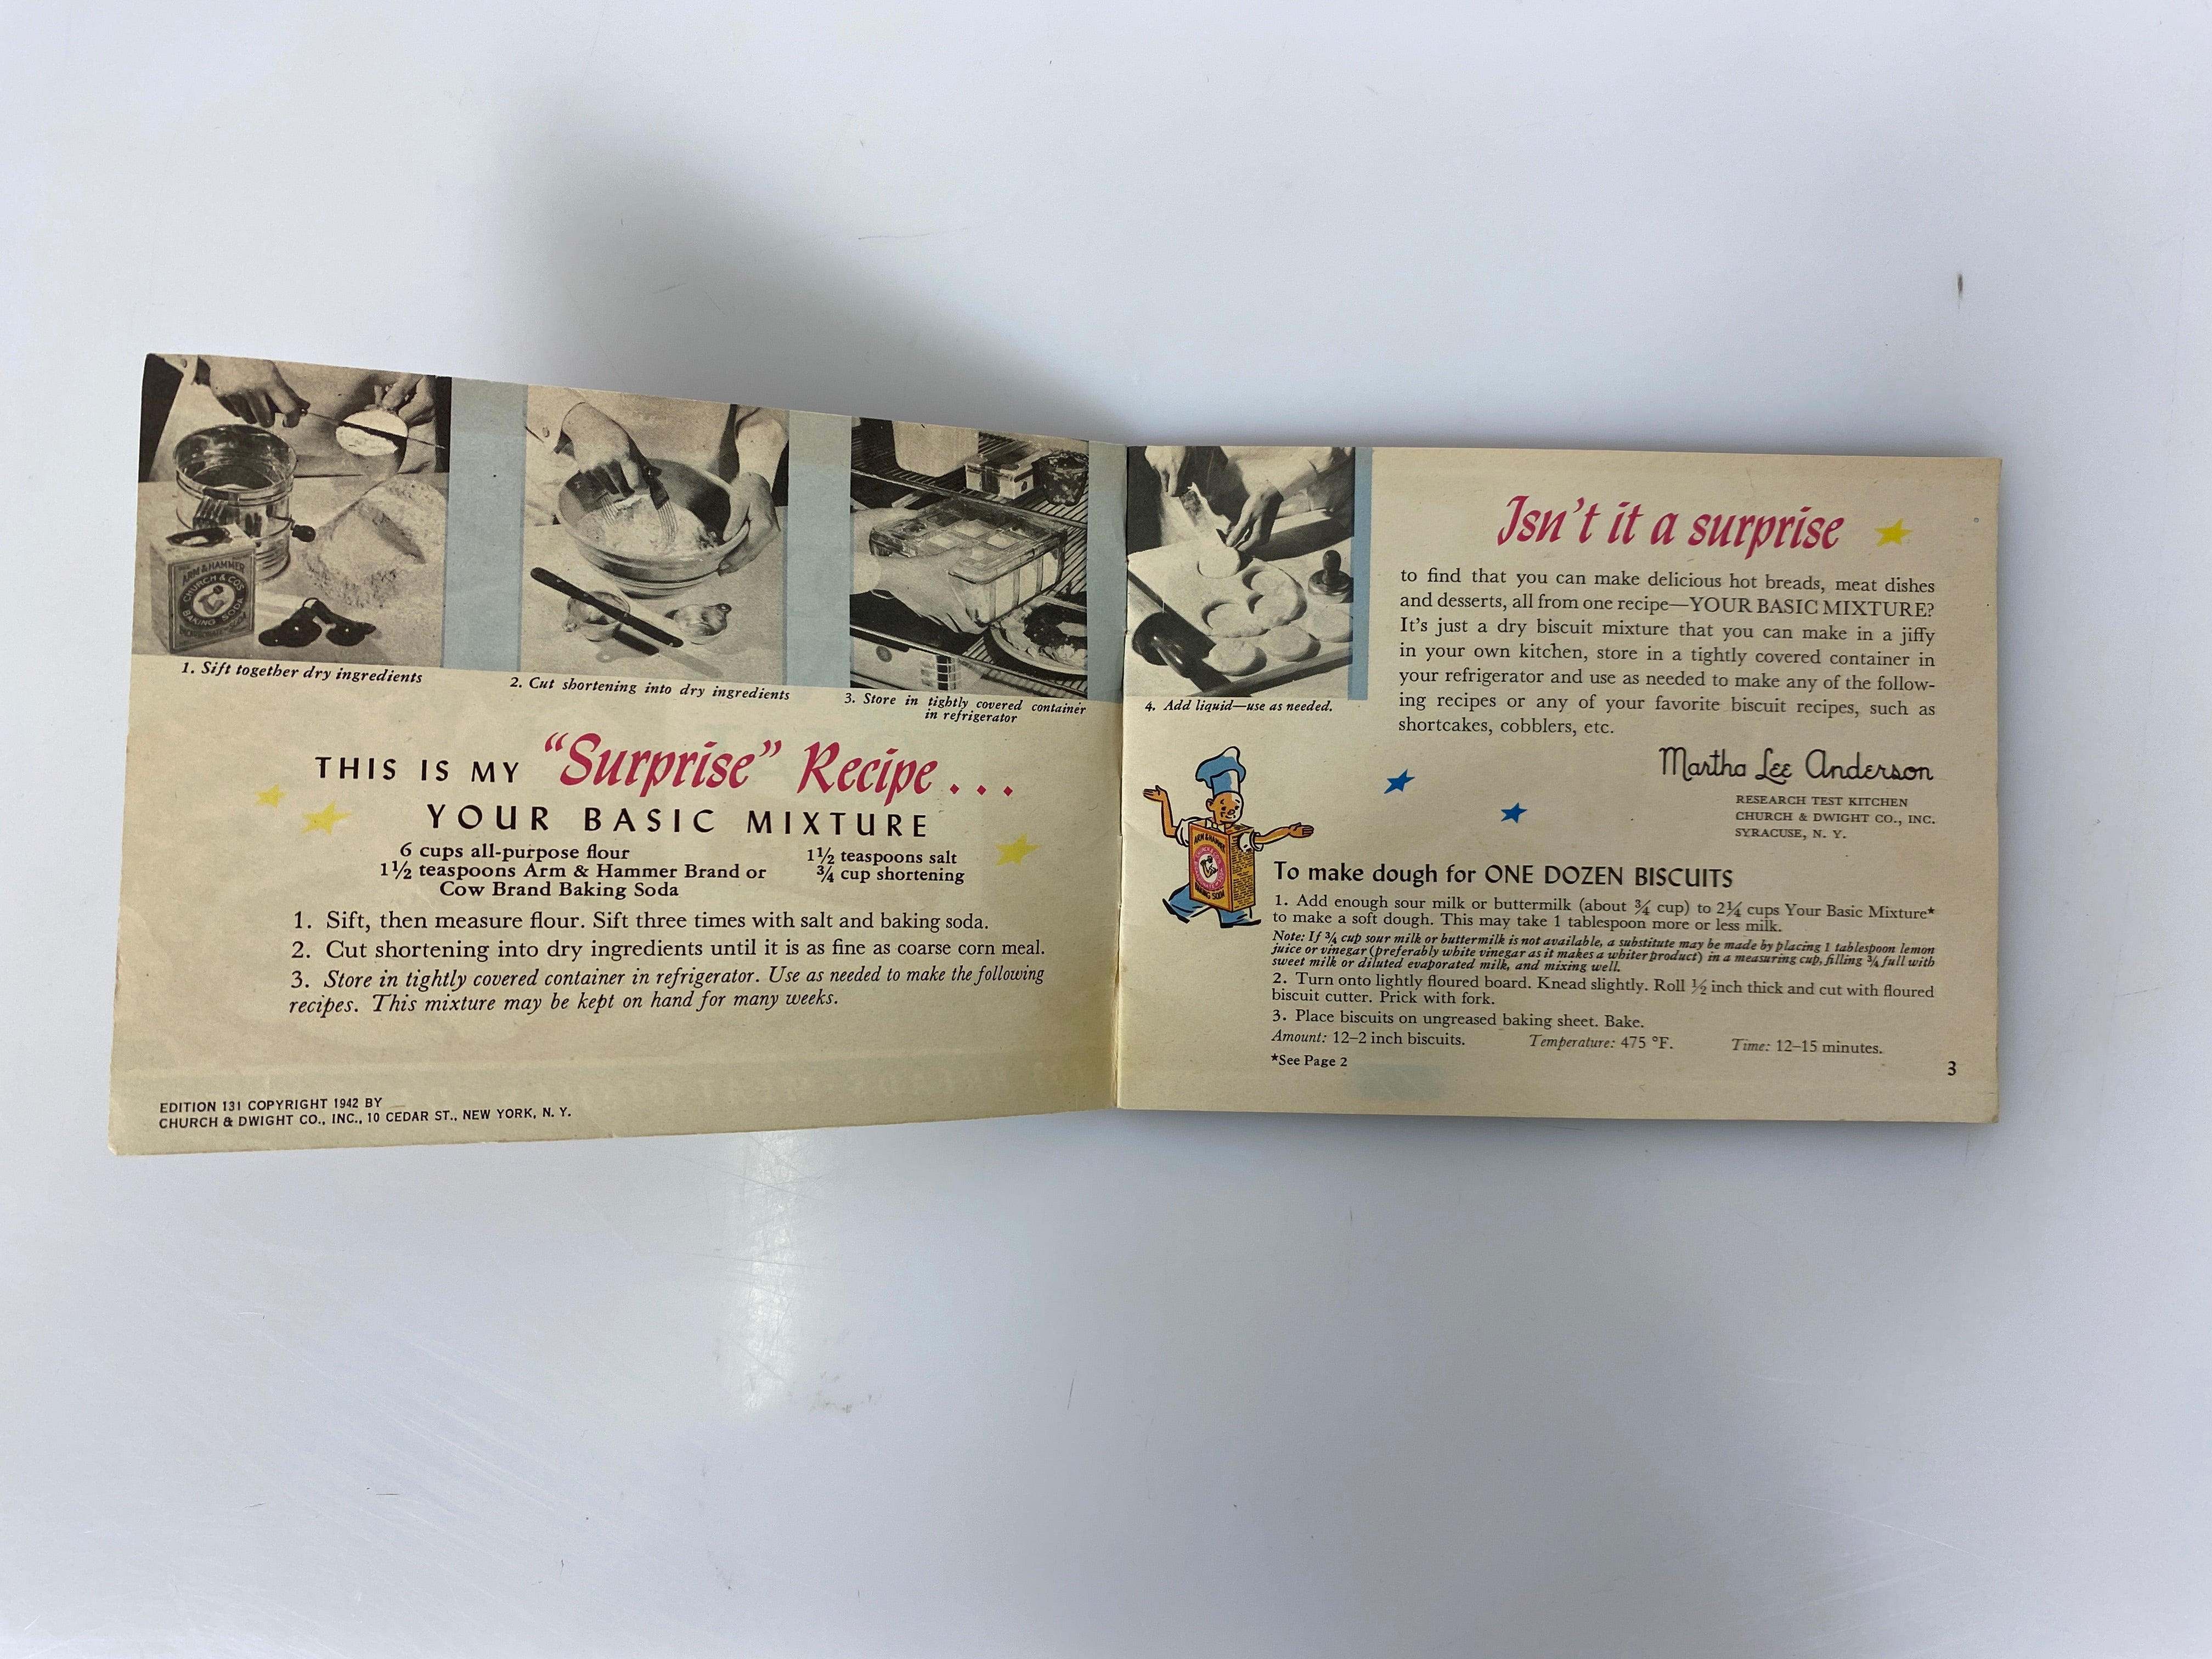 ARM & HAMMER
CHURCH & CO'S
BAKING SODA
1. Sift together dry ingredients
2. Cut shortening into dry ingredients
3. Store in tightly covered container
in refrigerator
THIS IS MY "Surprise" Recipe . . .
YOUR BASIC MIXTURE
6 cups all-purpose flour
1½ teaspoons Arm & Hammer Brand or
Cow Brand Baking Soda
1½ teaspoons salt
¾ cup shortening
1. Sift, then measure flour. Sift three times with salt and baking soda.
2. Cut shortening into dry ingredients until it is as fine as coarse corn meal.
3. Store in tightly covered container in refrigerator. Use as needed to make the following
recipes. This mixture may be kept on hand for many weeks.
EDITION 131 COPYRIGHT 1942 BY
CHURCH & DWIGHT CO., INC., 10 CEDAR ST., NEW YORK, N. Y.
4. Add liquid—use as needed.
Isn't it a surprise
to find that you can make delicious hot breads, meat dishes
and desserts, all from one recipe—YOUR BASIC MIXTURE?
It's just a dry biscuit mixture that you can make in a jiffy
in your own kitchen, store in a tightly covered container in
your refrigerator and use as needed to make any of the follow-
ing recipes or any of your favorite biscuit recipes, such as
shortcakes, cobblers, etc.
Martha Lee Anderson
RESEARCH TEST KITCHEN
CHURCH & DWIGHT CO., INC.
SYRACUSE, N. Y.
ARM & HAMMER
BAKING SODA
To make dough for ONE DOZEN BISCUITS
1. Add enough sour milk or buttermilk (about ¾ cup) to 2¼ cups Your Basic Mixture*
to make a soft dough. This may take 1 tablespoon more or less milk.
Note: If ¾ cup sour milk or buttermilk is not available, a substitute may be made by placing 1 tablespoon lemon
juice or vinegar (preferably white vinegar as it makes a whiter product) in a measuring cup, filling ¾ full with
sweet milk or diluted evaporated milk, and mixing well.
2. Turn onto lightly floured board. Knead slightly. Roll ½ inch thick and cut with floured
biscuit cutter. Prick with fork.
3. Place biscuits on ungreased baking sheet. Bake.
Amount: 12–2 inch biscuits. Temperature: 475 °F. Time: 12–15 minutes.
*See Page 2
3